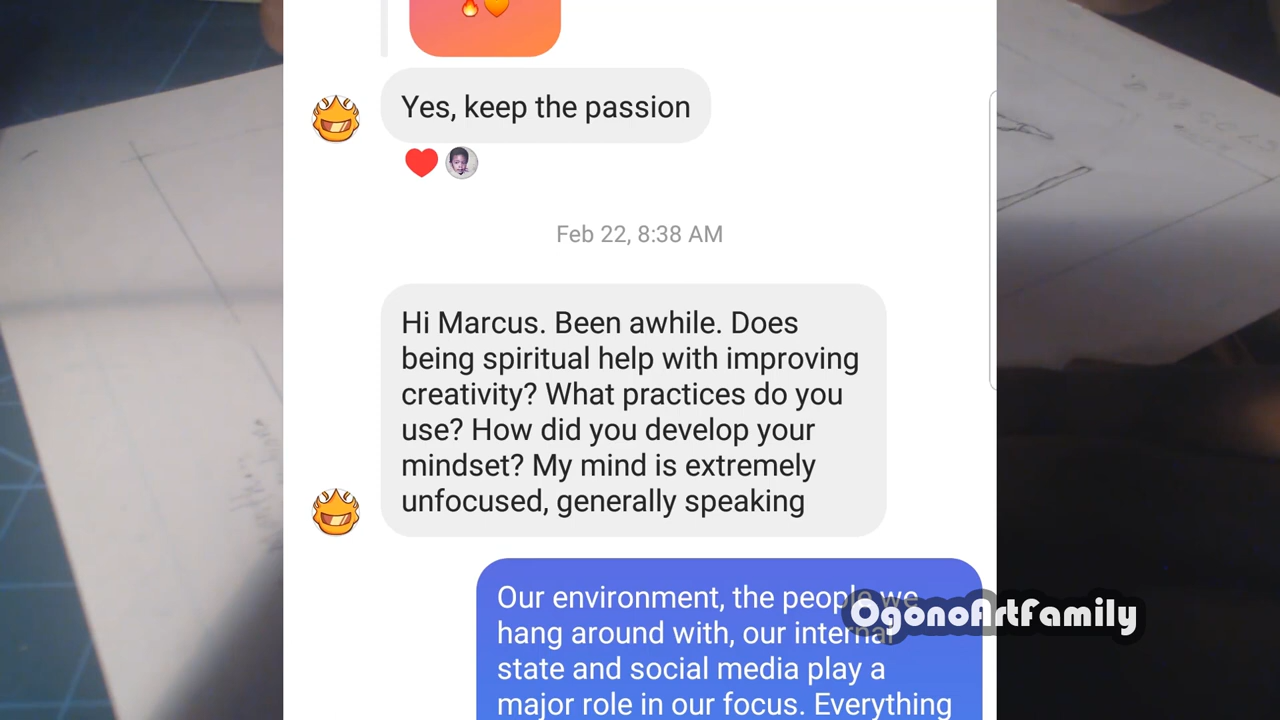 Yes, keep the passion
Feb 22, 8:38 AM
Hi Marcus. Been awhile. Does
being spiritual help with improving
creativity? What practices do you
use? How did you develop your
mindset? My mind is extremely
unfocused, generally speaking
Our environment, the people we
hang around with, our internal
state and social media play a
major role in our focus. Everything
OgonoArtFamily